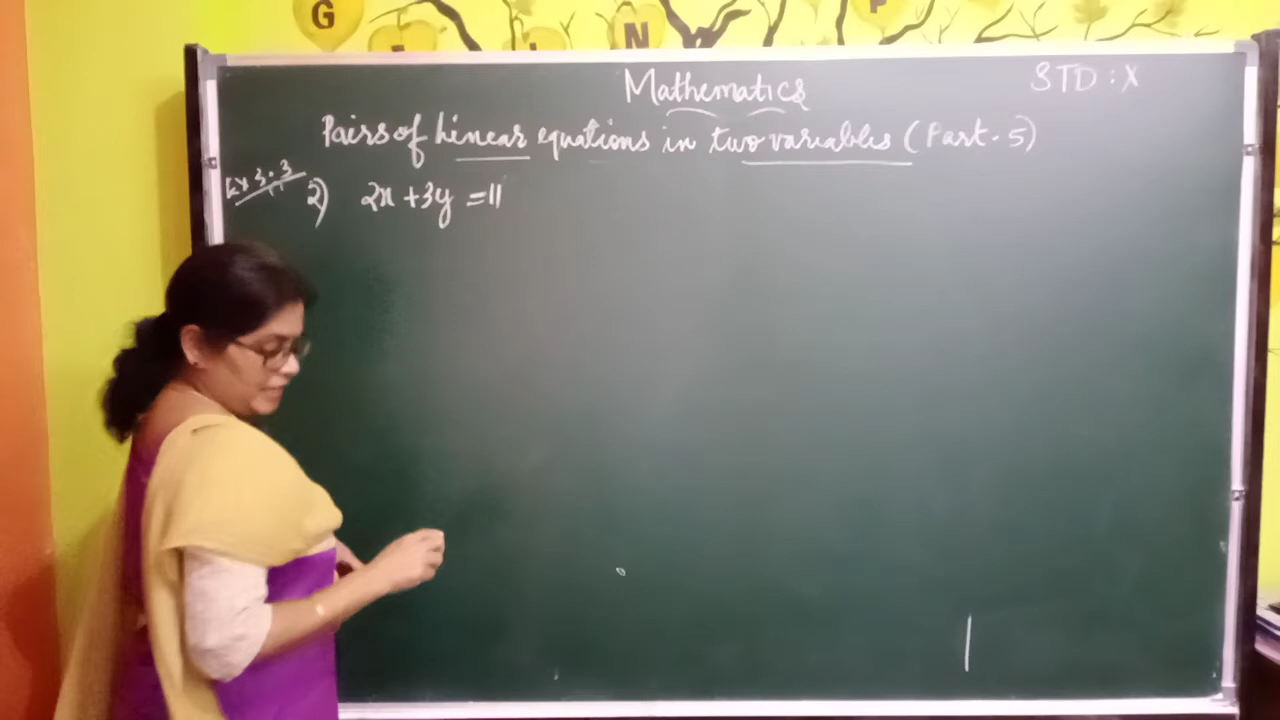 G I N P
Mathematics
STD : X
Pairs of Linear equations in two variables (Part - 5)
Ex 3.3
2) 2x + 3y = 11